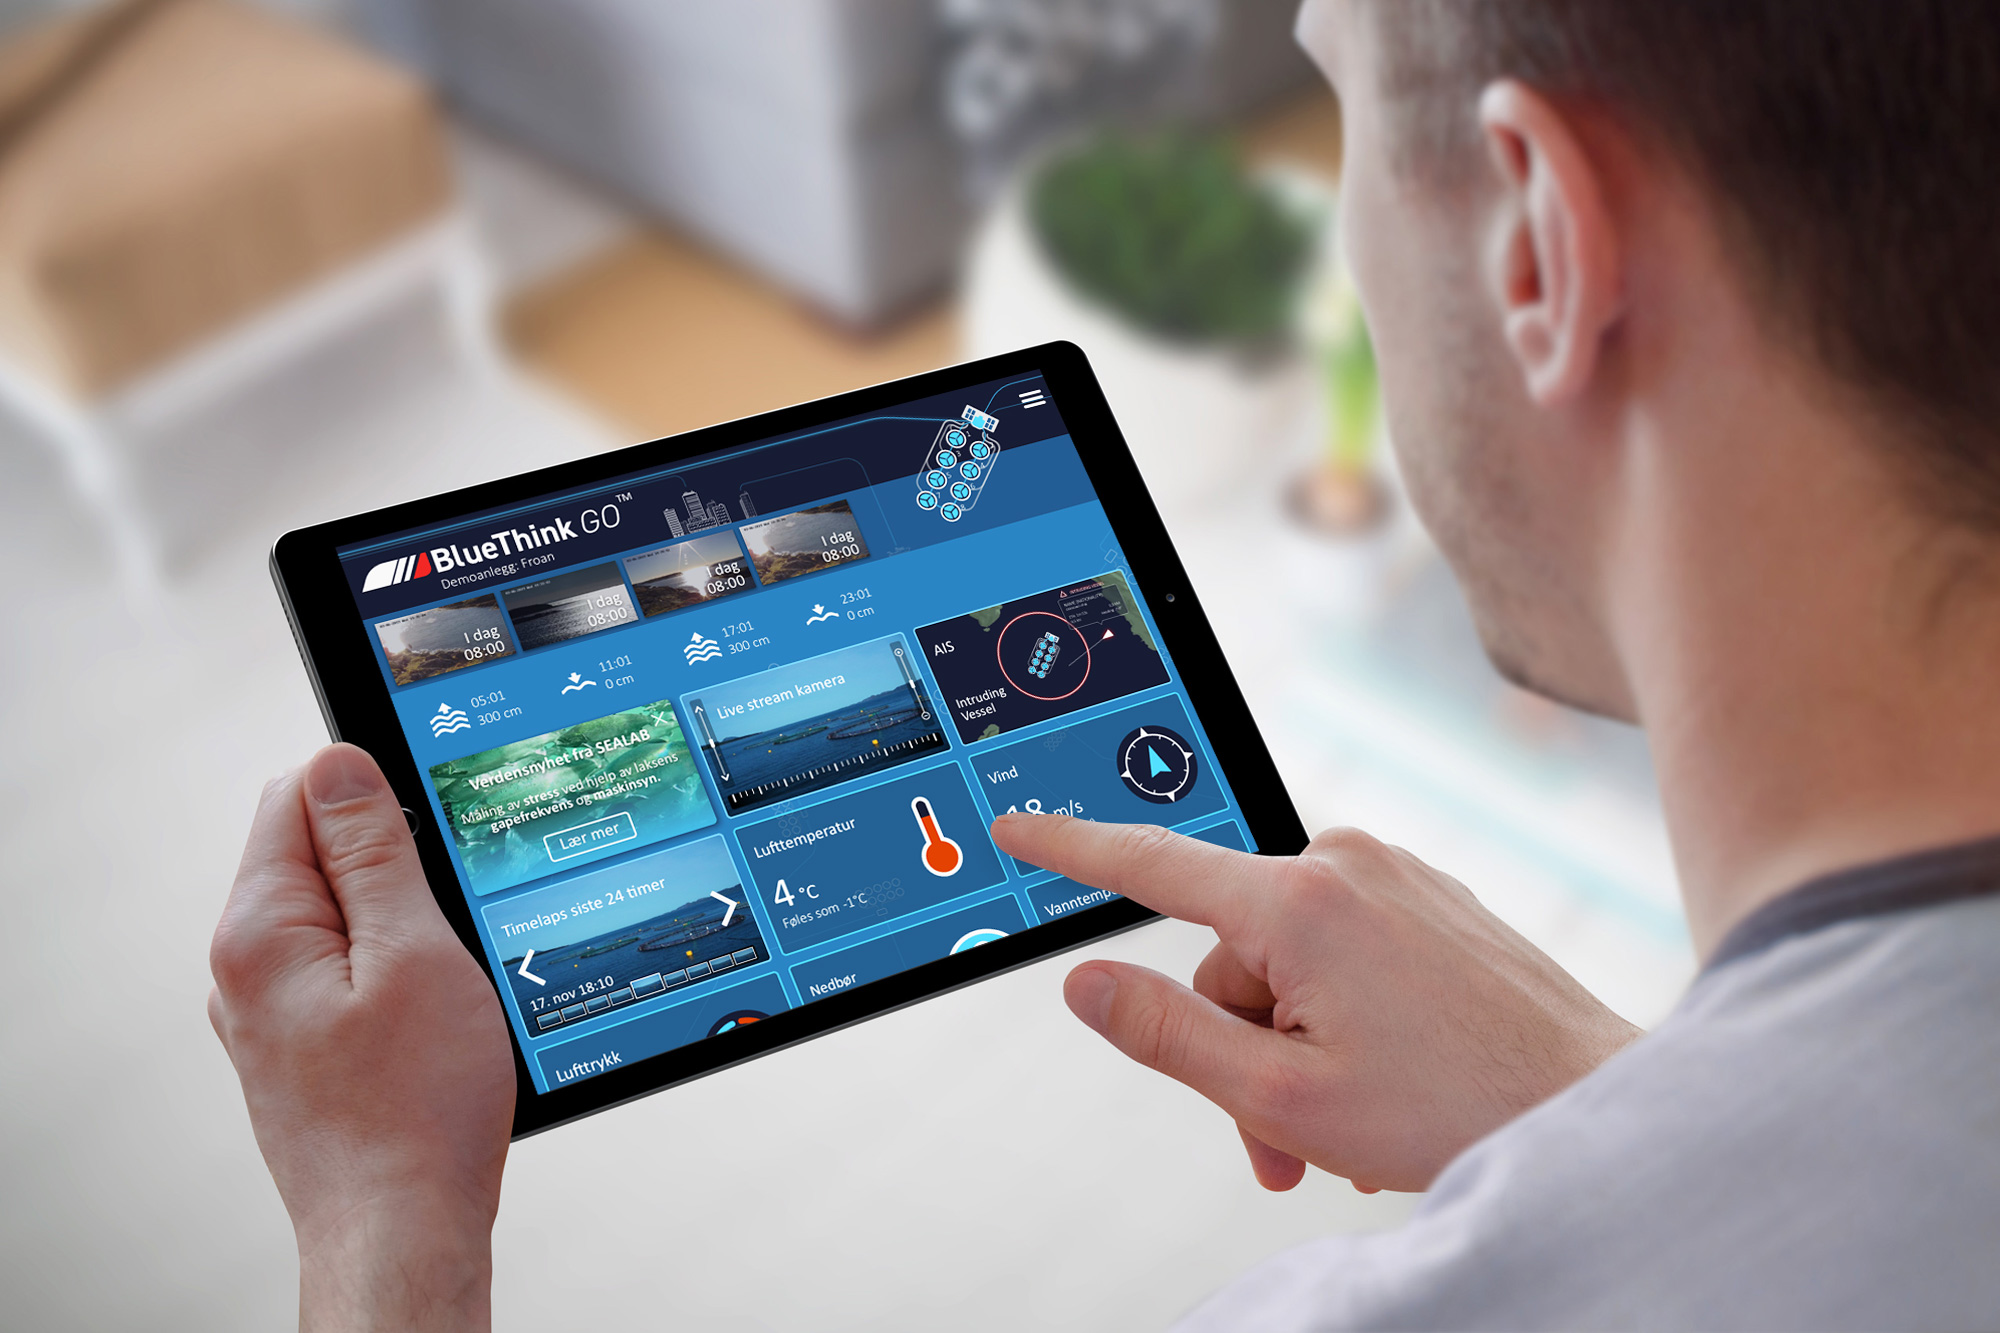 BlueThink GO™
Demoanlegg: Froan
I dag
08:00
I dag
08:00
I dag
08:00
I dag
08:00
05:01
300 cm
11:01
0 cm
17:01
300 cm
23:01
0 cm
Verdensnyhet fra SEALAB
Måling av stress ved hjelp av laksens
gapefrekvens og maskinsyn.
Lær mer
Live stream kamera
AIS
Intruding
Vessel
Timelaps siste 24 timer
17. nov 18:10
Lufttemperatur
4 °C
Føles som -1°C
Vind
18 m/s
Lufttrykk
Nedbør